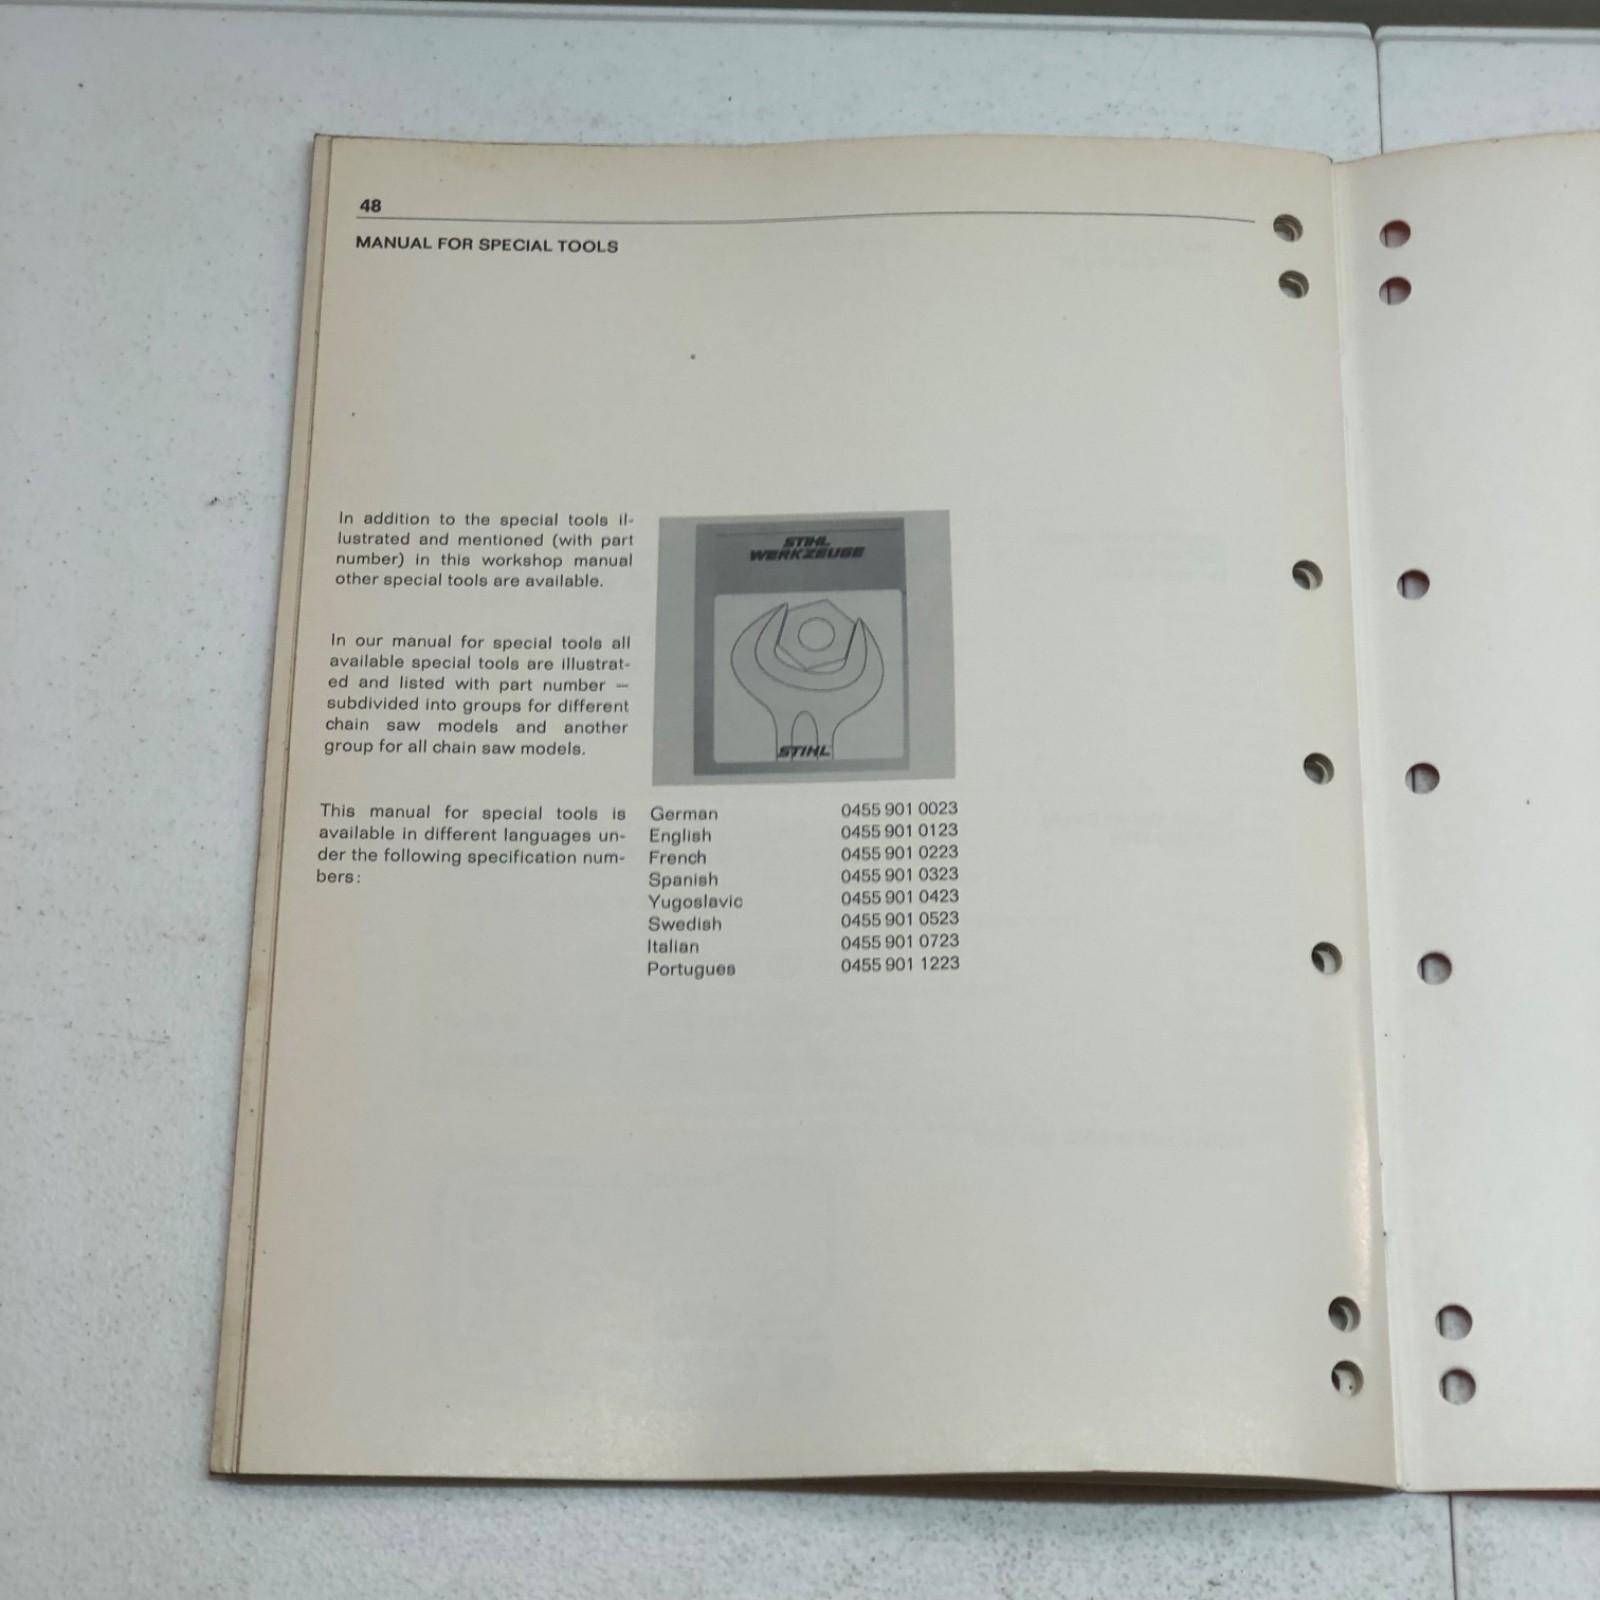 48
MANUAL FOR SPECIAL TOOLS
In addition to the special tools il-
lustrated and mentioned (with part
number) in this workshop manual
other special tools are available.
In our manual for special tools all
available special tools are illustrat-
ed and listed with part number —
subdivided into groups for different
chain saw models and another
group for all chain saw models.
STIHL
WERKZEUGE
STIHL
This manual for special tools is
available in different languages un-
der the following specification num-
bers:
German 0455 901 0023
English 0455 901 0123
French 0455 901 0223
Spanish 0455 901 0323
Yugoslavic 0455 901 0423
Swedish 0455 901 0523
Italian 0455 901 0723
Portugues 0455 901 1223